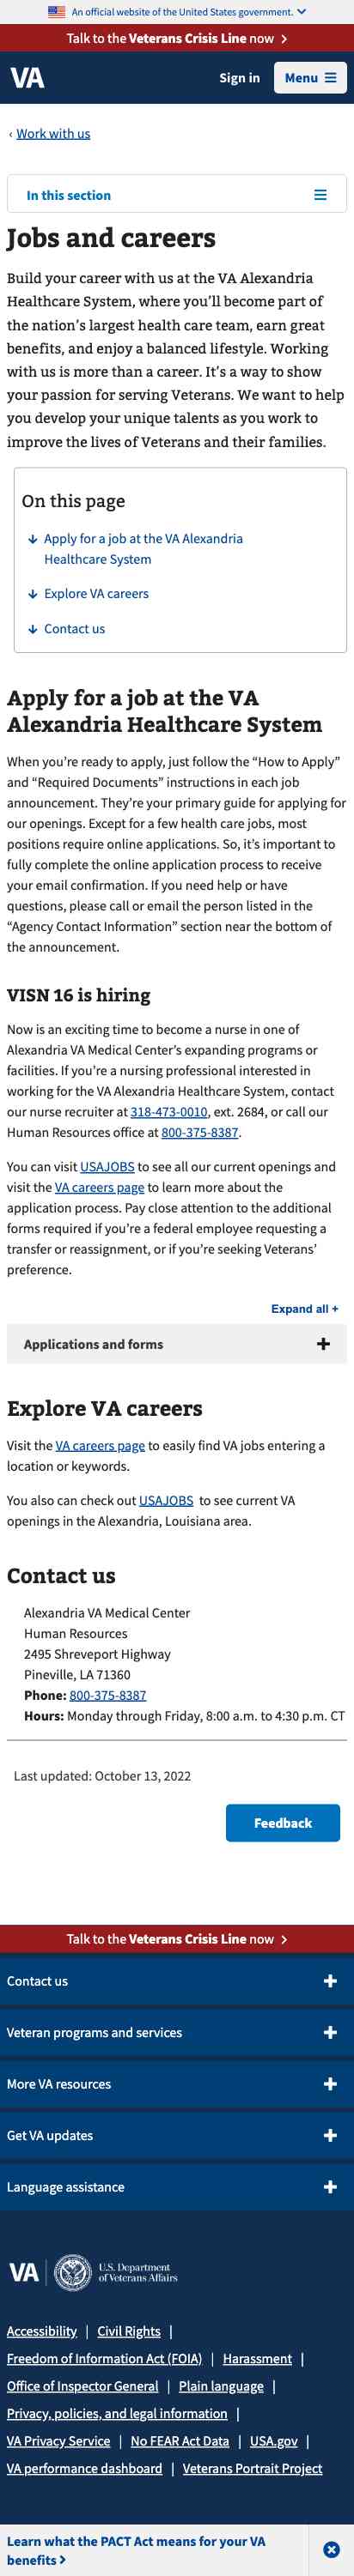 An official website of the United States government.
Talk to the Veterans Crisis Line now
VA Sign in Menu
‹ Work with us
In this section
Jobs and careers
Build your career with us at the VA Alexandria
Healthcare System, where you’ll become part of
the nation’s largest health care team, earn great
benefits, and enjoy a balanced lifestyle. Working
with us is more than a career. It’s a way to show
your passion for serving Veterans. We want to help
you develop your unique talents as you work to
improve the lives of Veterans and their families.
On this page
Apply for a job at the VA Alexandria
Healthcare System
Explore VA careers
Contact us
Apply for a job at the VA
Alexandria Healthcare System
When you’re ready to apply, just follow the “How to Apply”
and “Required Documents” instructions in each job
announcement. They’re your primary guide for applying for
our openings. Except for a few health care jobs, most
positions require online applications. So, it’s important to
fully complete the online application process to receive
your email confirmation. If you need help or have
questions, please call or email the person listed in the
“Agency Contact Information” section near the bottom of
the announcement.
VISN 16 is hiring
Now is an exciting time to become a nurse in one of
Alexandria VA Medical Center’s expanding programs or
facilities. If you’re a nursing professional interested in
working for the VA Alexandria Healthcare System, contact
our nurse recruiter at 318-473-0010, ext. 2684, or call our
Human Resources office at 800-375-8387.
You can visit USAJOBS to see all our current openings and
visit the VA careers page to learn more about the
application process. Pay close attention to the additional
forms required if you’re a federal employee requesting a
transfer or reassignment, or if you’re seeking Veterans’
preference.
Expand all +
Applications and forms
Explore VA careers
Visit the VA careers page to easily find VA jobs entering a
location or keywords.
You also can check out USAJOBS to see current VA
openings in the Alexandria, Louisiana area.
Contact us
Alexandria VA Medical Center
Human Resources
2495 Shreveport Highway
Pineville, LA 71360
Phone: 800-375-8387
Hours: Monday through Friday, 8:00 a.m. to 4:30 p.m. CT
Last updated: October 13, 2022
Feedback
Talk to the Veterans Crisis Line now
Contact us
Veteran programs and services
More VA resources
Get VA updates
Language assistance
VA U.S. Department
of Veterans Affairs
Accessibility | Civil Rights |
Freedom of Information Act (FOIA) | Harassment |
Office of Inspector General | Plain language |
Privacy, policies, and legal information |
VA Privacy Service | No FEAR Act Data | USA.gov |
VA performance dashboard | Veterans Portrait Project
Learn what the PACT Act means for your VA
benefits